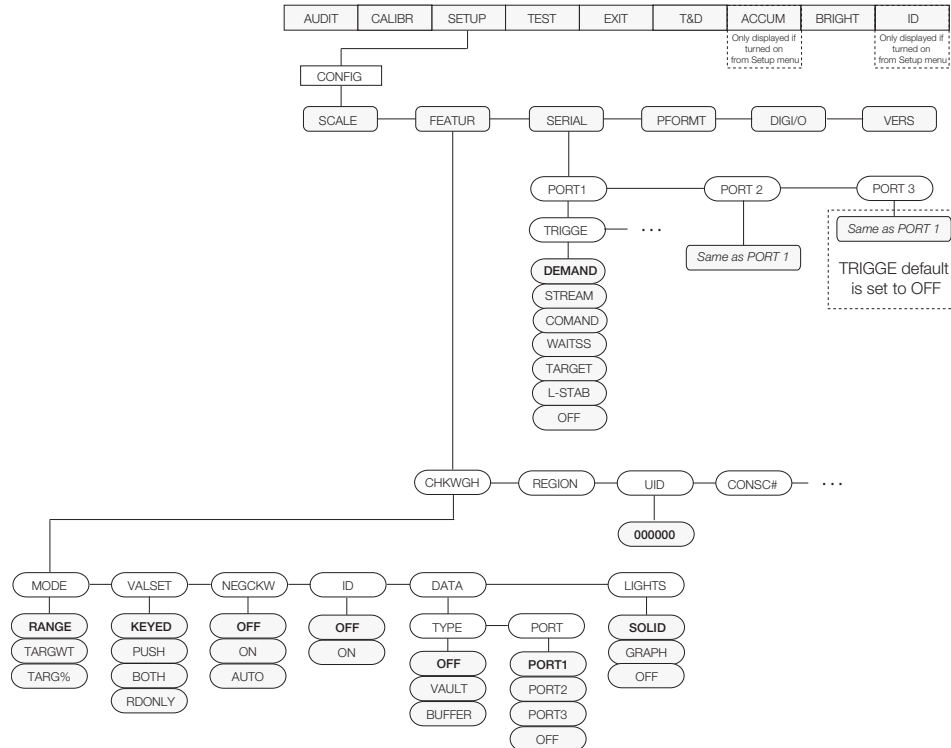 AUDIT CALIBR SETUP TEST EXIT T&D ACCUM BRIGHT ID
Only displayed if
turned on
from Setup menu
Only displayed if
turned on
from Setup menu
CONFIG
SCALE FEATUR SERIAL PFORMT DIGI/O VERS
PORT1 PORT 2 PORT 3
TRIGGE ...
Same as PORT 1
Same as PORT 1
TRIGGE default
is set to OFF
DEMAND
STREAM
COMAND
WAITSS
TARGET
L-STAB
OFF
CHKWGH REGION UID CONSC# ...
000000
MODE VALSET NEGCKW ID DATA LIGHTS
RANGE
TARGWT
TARG%
KEYED
PUSH
BOTH
RDONLY
OFF
ON
AUTO
OFF
ON
TYPE PORT
OFF
VAULT
BUFFER
PORT1
PORT2
PORT3
OFF
SOLID
GRAPH
OFF